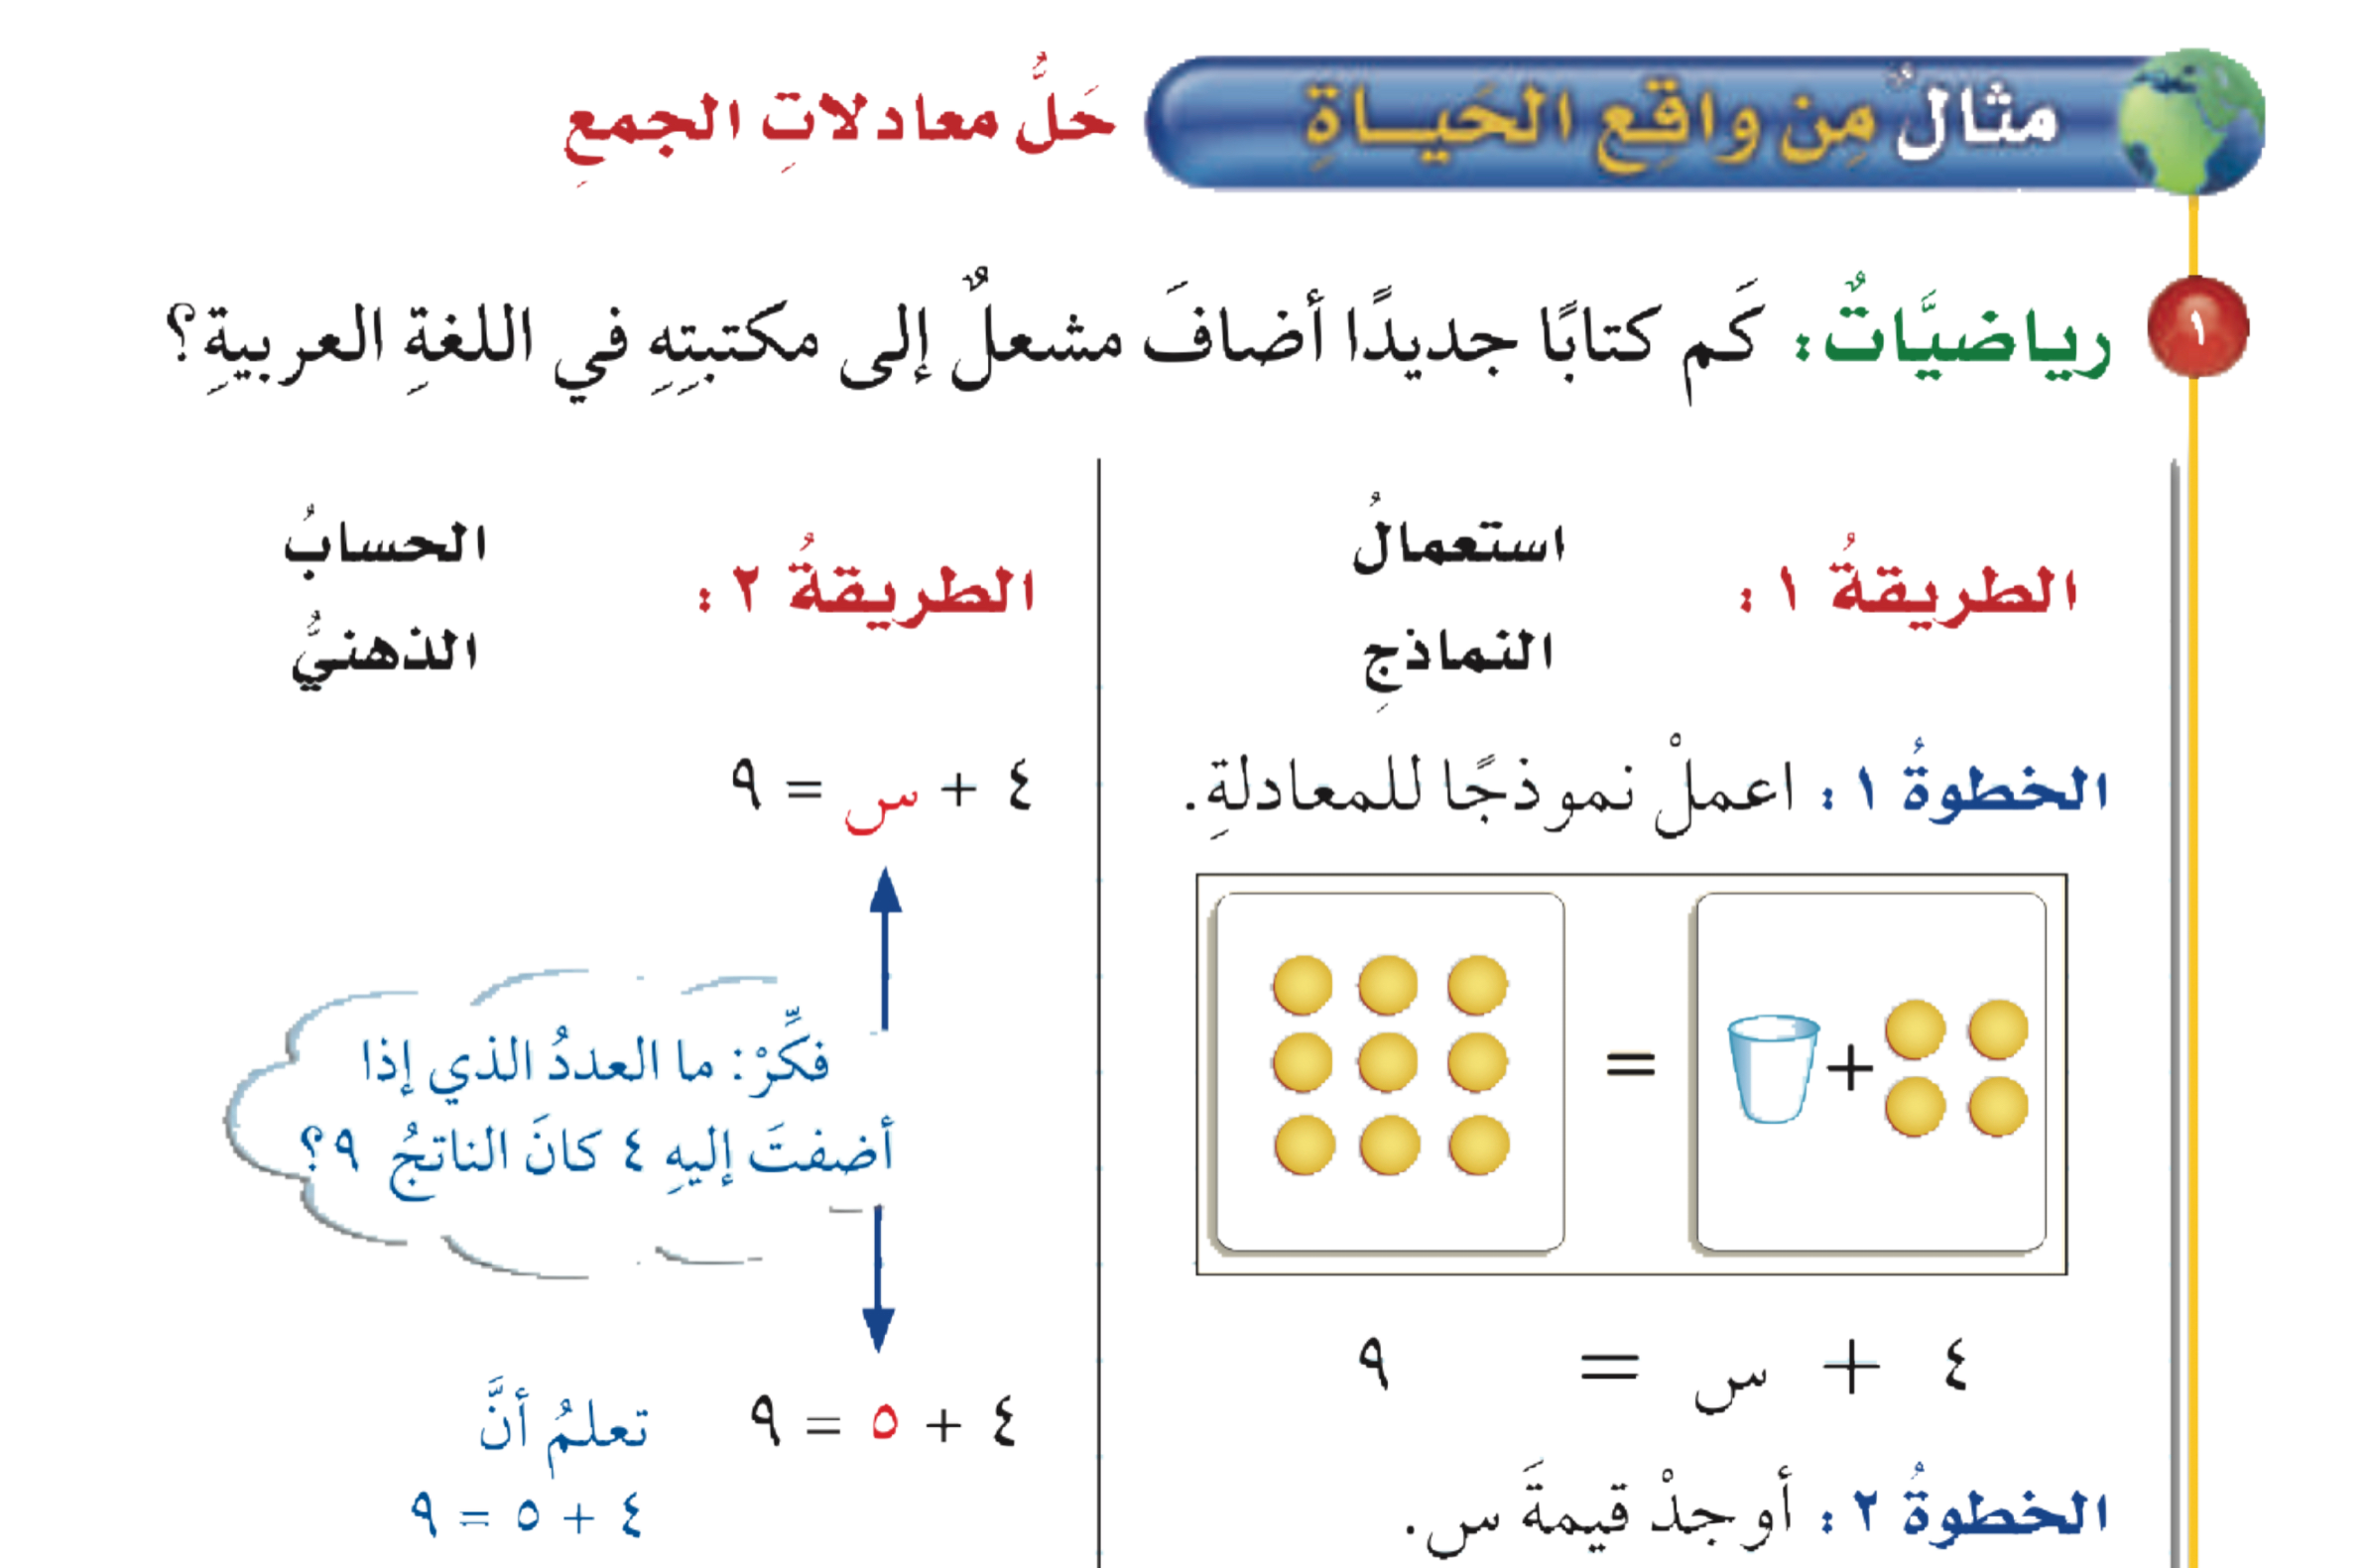 مثالٌ مِن واقِعِ الحَيــاةِ حَلُّ معادلاتِ الجمعِ
١ رياضيَّاتٌ: كَم كتابًا جديدًا أضافَ مشعلٌ إلى مكتبتِهِ في اللغةِ العربيةِ؟
الطريقةُ ١: استعمالُ
النماذجِ
الخطوةُ ١: اعملْ نموذجًا للمعادلةِ.
+ =
٤ + س = ٩
الخطوةُ ٢: أوجدْ قيمةَ س.
الطريقةُ ٢: الحسابُ
الذهنيُّ
٤ + س = ٩
فكِّرْ: ما العددُ الذي إذا
أضفتَ إليهِ ٤ كانَ الناتجُ ٩؟
٤ + ٥ = ٩ تعلمُ أنَّ
٤ + ٥ = ٩